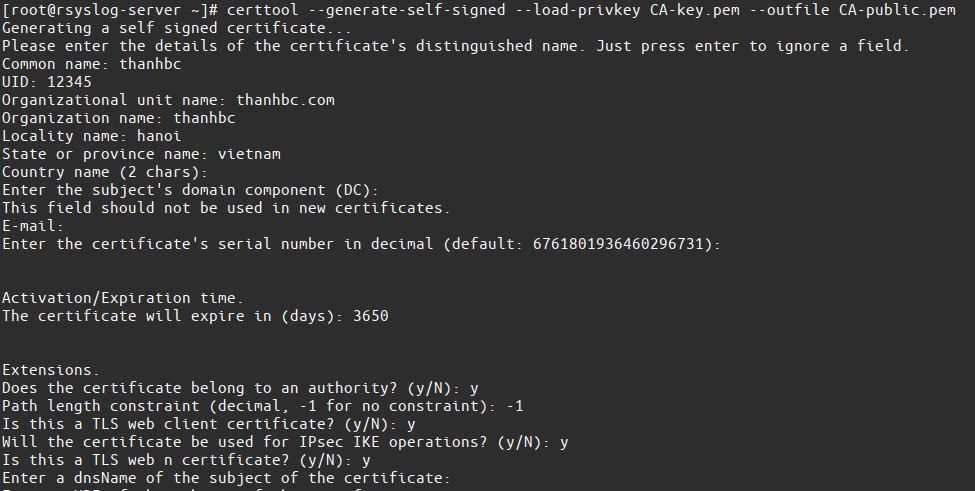 [root@rsyslog-server ~]# certtool --generate-self-signed --load-privkey CA-key.pem --outfile CA-public.pem
Generating a self signed certificate...
Please enter the details of the certificate's distinguished name. Just press enter to ignore a field.
Common name: thanhbc
UID: 12345
Organizational unit name: thanhbc.com
Organization name: thanhbc
Locality name: hanoi
State or province name: vietnam
Country name (2 chars):
Enter the subject's domain component (DC):
This field should not be used in new certificates.
E-mail:
Enter the certificate's serial number in decimal (default: 6761801936460296731):
Activation/Expiration time.
The certificate will expire in (days): 3650
Extensions.
Does the certificate belong to an authority? (y/N): y
Path length constraint (decimal, -1 for no constraint): -1
Is this a TLS web client certificate? (y/N): y
Will the certificate be used for IPsec IKE operations? (y/N): y
Is this a TLS web n certificate? (y/N): y
Enter a dnsName of the subject of the certificate: